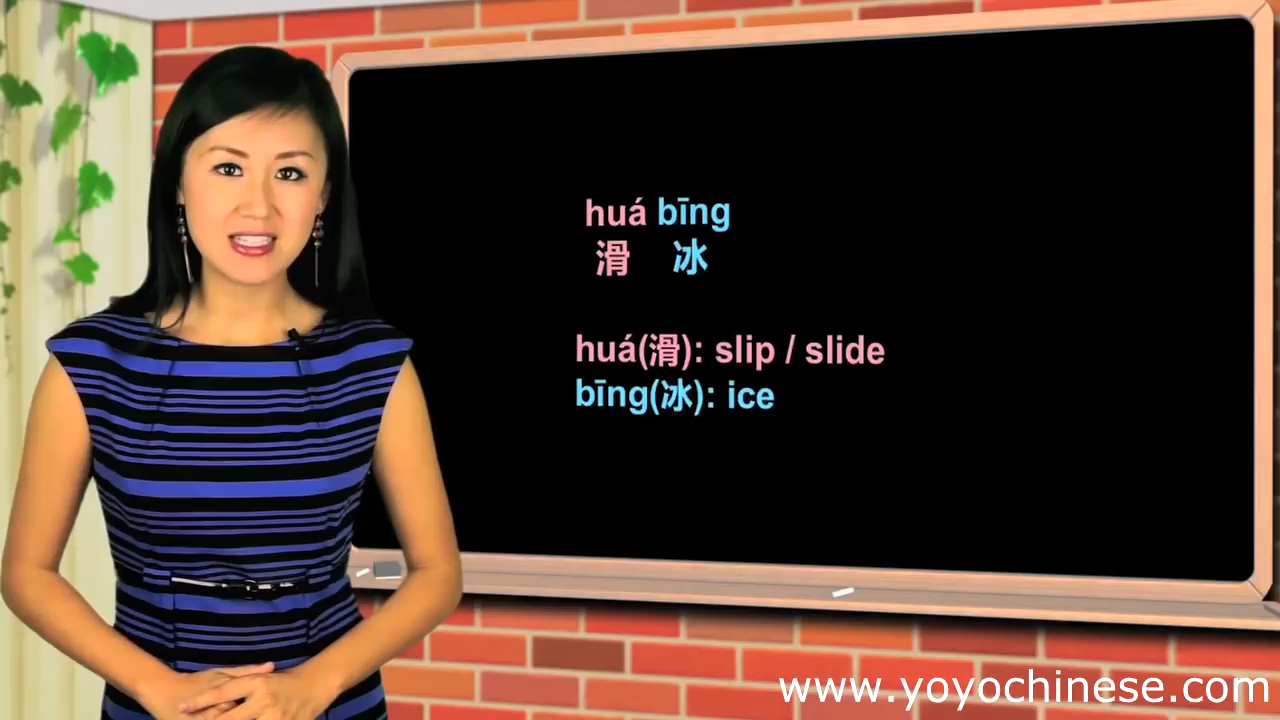 huá bīng
滑 冰
huá(滑): slip / slide
bīng(冰): ice
www.yoyochinese.com